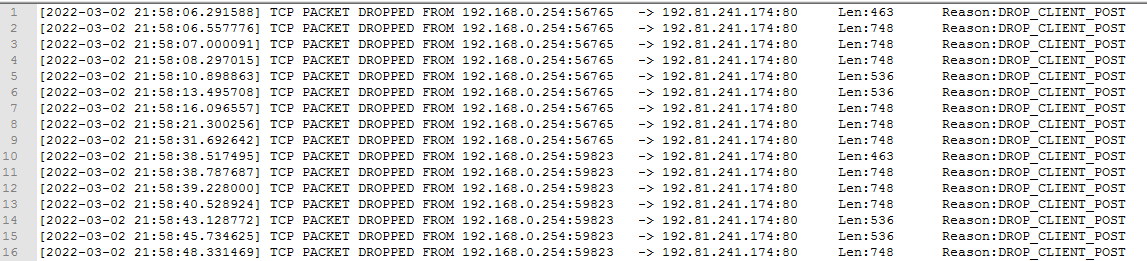 1 [2022-03-02 21:58:06.291588] TCP PACKET DROPPED FROM 192.168.0.254:56765 -> 192.81.241.174:80 Len:463 Reason:DROP_CLIENT_POST
2 [2022-03-02 21:58:06.557776] TCP PACKET DROPPED FROM 192.168.0.254:56765 -> 192.81.241.174:80 Len:748 Reason:DROP_CLIENT_POST
3 [2022-03-02 21:58:07.000091] TCP PACKET DROPPED FROM 192.168.0.254:56765 -> 192.81.241.174:80 Len:748 Reason:DROP_CLIENT_POST
4 [2022-03-02 21:58:08.297015] TCP PACKET DROPPED FROM 192.168.0.254:56765 -> 192.81.241.174:80 Len:748 Reason:DROP_CLIENT_POST
5 [2022-03-02 21:58:10.898863] TCP PACKET DROPPED FROM 192.168.0.254:56765 -> 192.81.241.174:80 Len:536 Reason:DROP_CLIENT_POST
6 [2022-03-02 21:58:13.495708] TCP PACKET DROPPED FROM 192.168.0.254:56765 -> 192.81.241.174:80 Len:536 Reason:DROP_CLIENT_POST
7 [2022-03-02 21:58:16.096557] TCP PACKET DROPPED FROM 192.168.0.254:56765 -> 192.81.241.174:80 Len:748 Reason:DROP_CLIENT_POST
8 [2022-03-02 21:58:21.300256] TCP PACKET DROPPED FROM 192.168.0.254:56765 -> 192.81.241.174:80 Len:748 Reason:DROP_CLIENT_POST
9 [2022-03-02 21:58:31.692642] TCP PACKET DROPPED FROM 192.168.0.254:56765 -> 192.81.241.174:80 Len:748 Reason:DROP_CLIENT_POST
10 [2022-03-02 21:58:38.517495] TCP PACKET DROPPED FROM 192.168.0.254:59823 -> 192.81.241.174:80 Len:463 Reason:DROP_CLIENT_POST
11 [2022-03-02 21:58:38.787687] TCP PACKET DROPPED FROM 192.168.0.254:59823 -> 192.81.241.174:80 Len:748 Reason:DROP_CLIENT_POST
12 [2022-03-02 21:58:39.228000] TCP PACKET DROPPED FROM 192.168.0.254:59823 -> 192.81.241.174:80 Len:748 Reason:DROP_CLIENT_POST
13 [2022-03-02 21:58:40.528924] TCP PACKET DROPPED FROM 192.168.0.254:59823 -> 192.81.241.174:80 Len:748 Reason:DROP_CLIENT_POST
14 [2022-03-02 21:58:43.128772] TCP PACKET DROPPED FROM 192.168.0.254:59823 -> 192.81.241.174:80 Len:536 Reason:DROP_CLIENT_POST
15 [2022-03-02 21:58:45.734625] TCP PACKET DROPPED FROM 192.168.0.254:59823 -> 192.81.241.174:80 Len:536 Reason:DROP_CLIENT_POST
16 [2022-03-02 21:58:48.331469] TCP PACKET DROPPED FROM 192.168.0.254:59823 -> 192.81.241.174:80 Len:748 Reason:DROP_CLIENT_POST